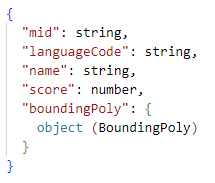 {
  "mid": string,
  "languageCode": string,
  "name": string,
  "score": number,
  "boundingPoly": {
    object (BoundingPoly)
  }
}